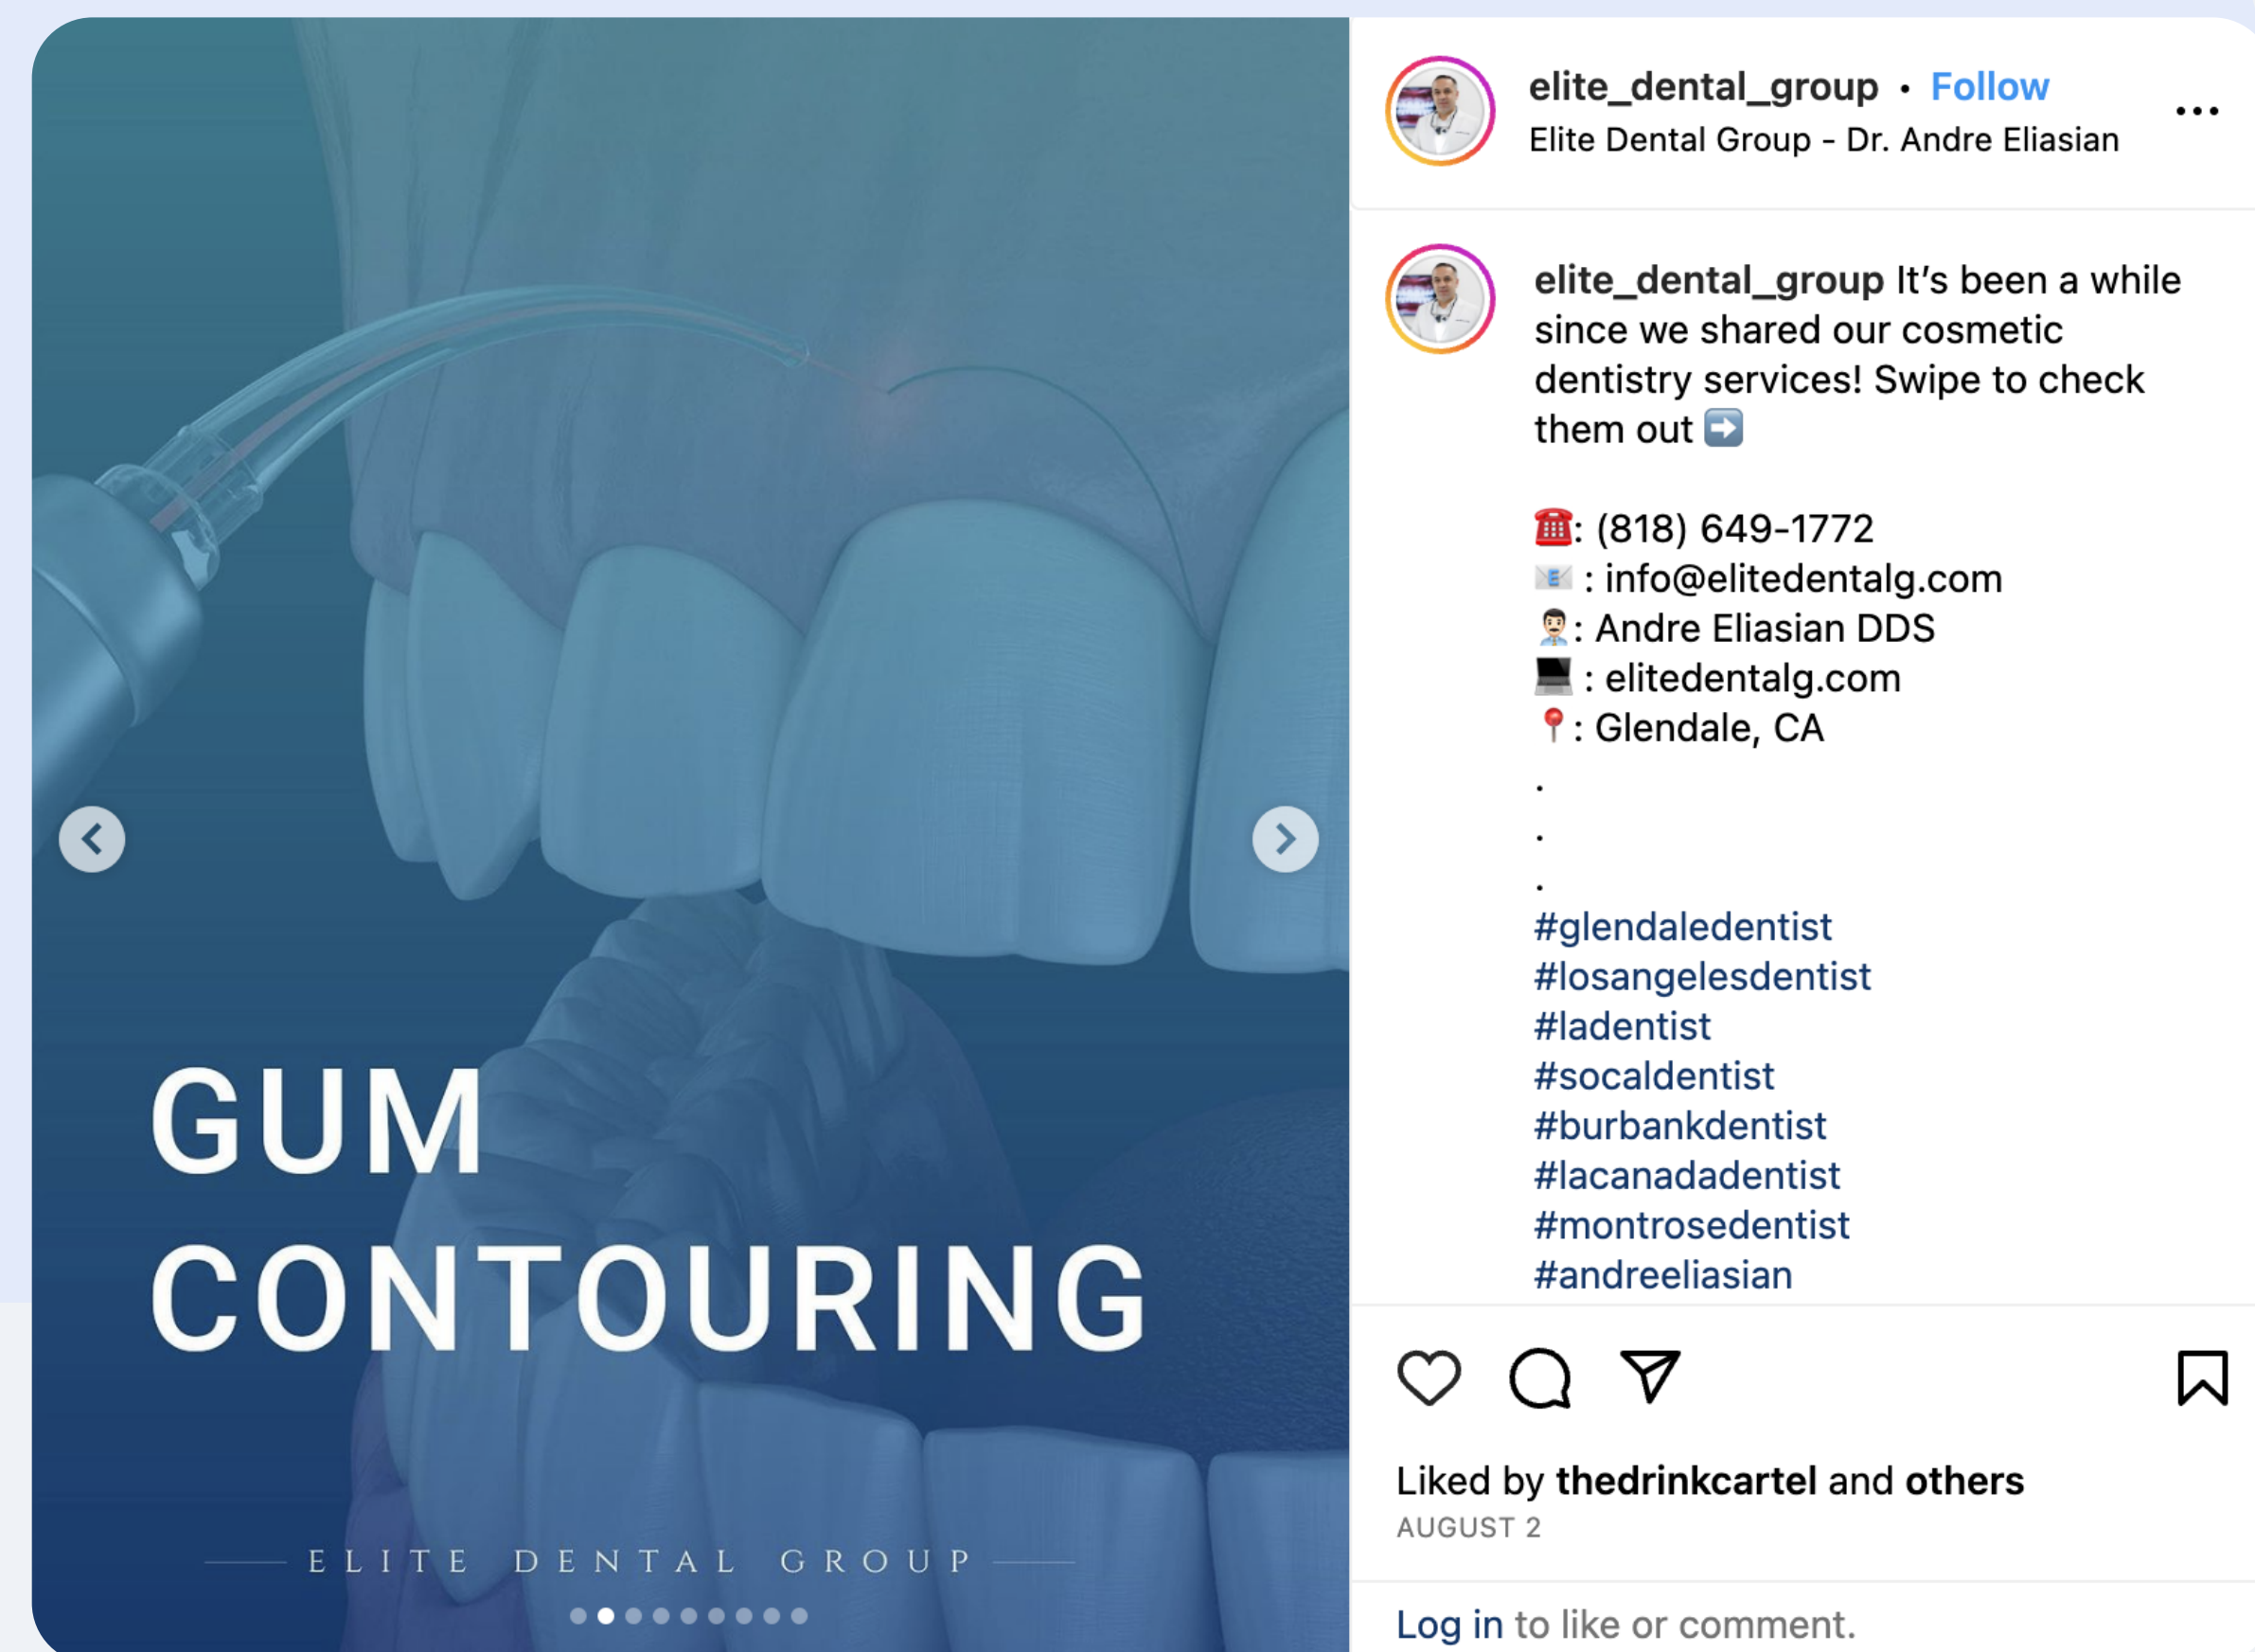 GUM
CONTOURING
ELITE DENTAL GROUP
elite_dental_group • Follow
Elite Dental Group - Dr. Andre Eliasian
elite_dental_group It’s been a while
since we shared our cosmetic
dentistry services! Swipe to check
them out ➡️
☎️: (818) 649-1772
📧 : info@elitedentalg.com
👨🏻‍💼: Andre Eliasian DDS
💻 : elitedentalg.com
📍: Glendale, CA
.
.
.
#glendaledentist
#losangelesdentist
#ladentist
#socaldentist
#burbankdentist
#lacanadadentist
#montrosedentist
#andreeliasian
Liked by thedrinkcartel and others
AUGUST 2
Log in to like or comment.